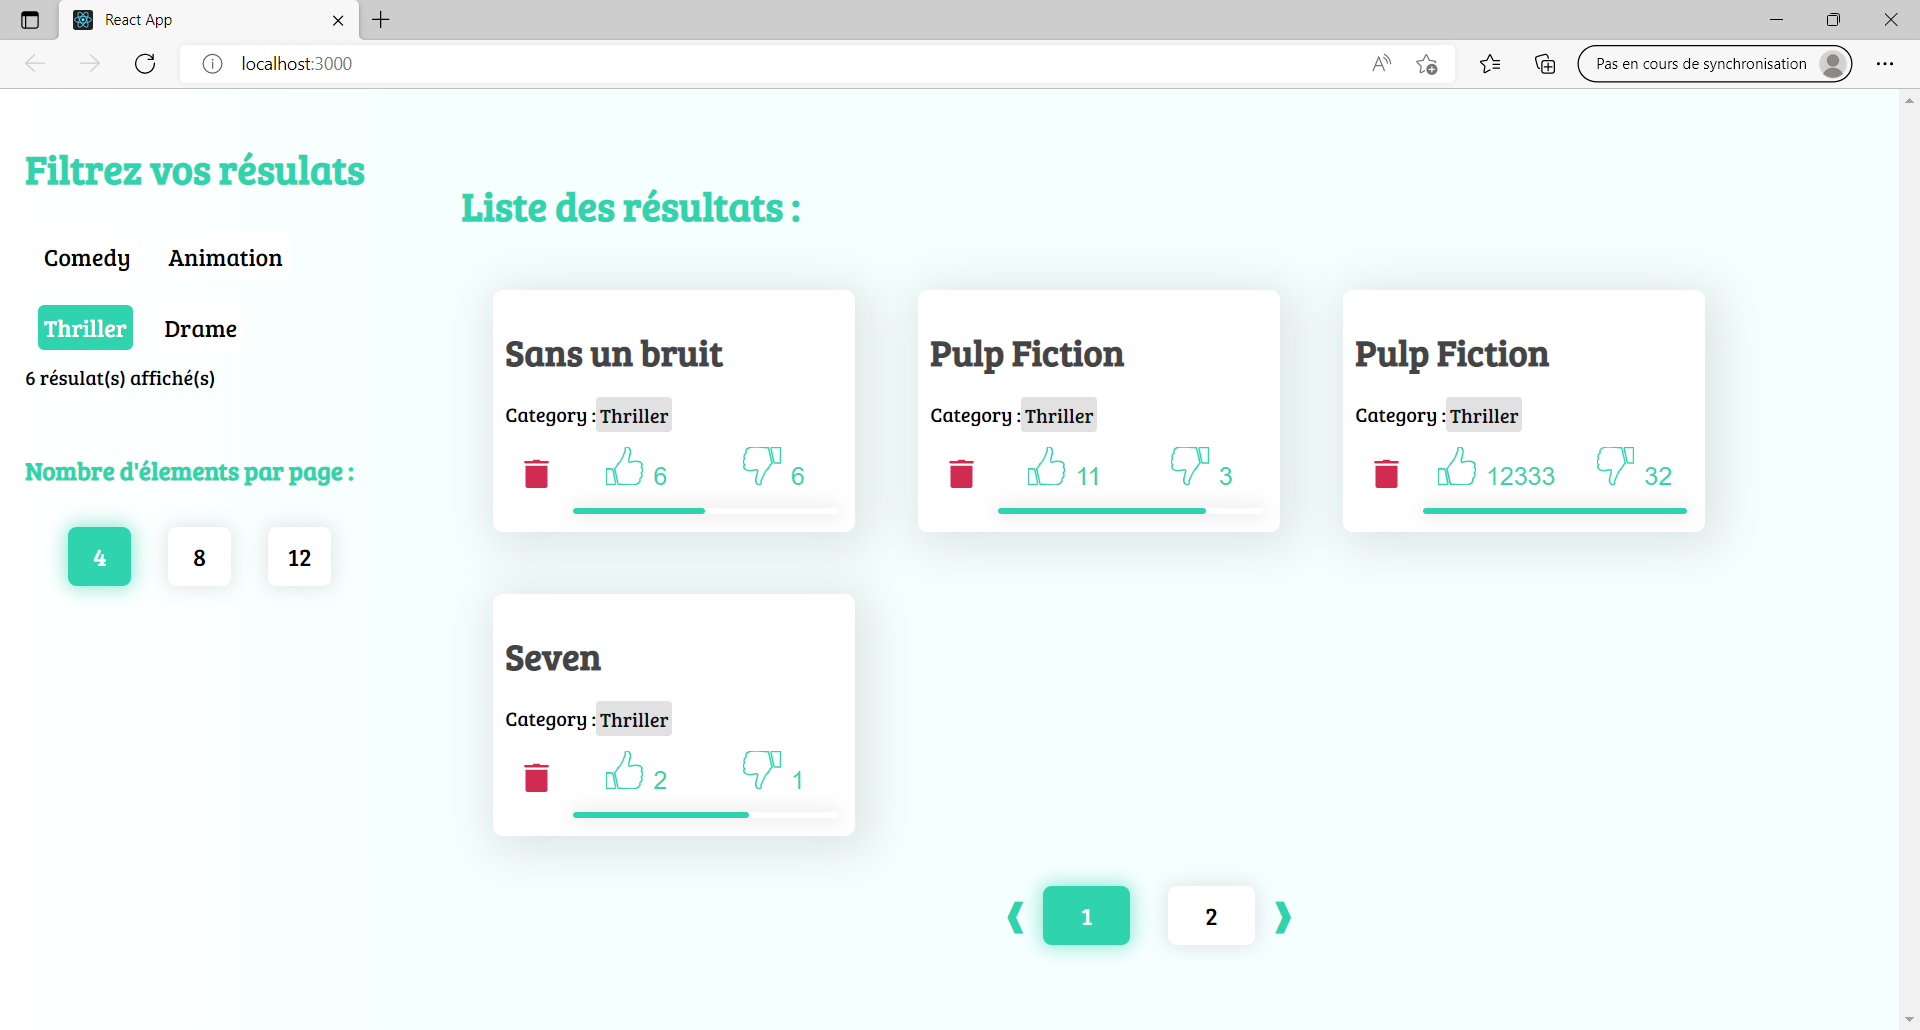 React App
localhost:3000
Pas en cours de synchronisation
Filtrez vos résulats
Comedy Animation
Thriller Drame
6 résulat(s) affiché(s)
Nombre d'élements par page :
4 8 12
Liste des résultats :
Sans un bruit
Category : Thriller
6 6
Pulp Fiction
Category : Thriller
11 3
Pulp Fiction
Category : Thriller
12333 32
Seven
Category : Thriller
2 1
1 2